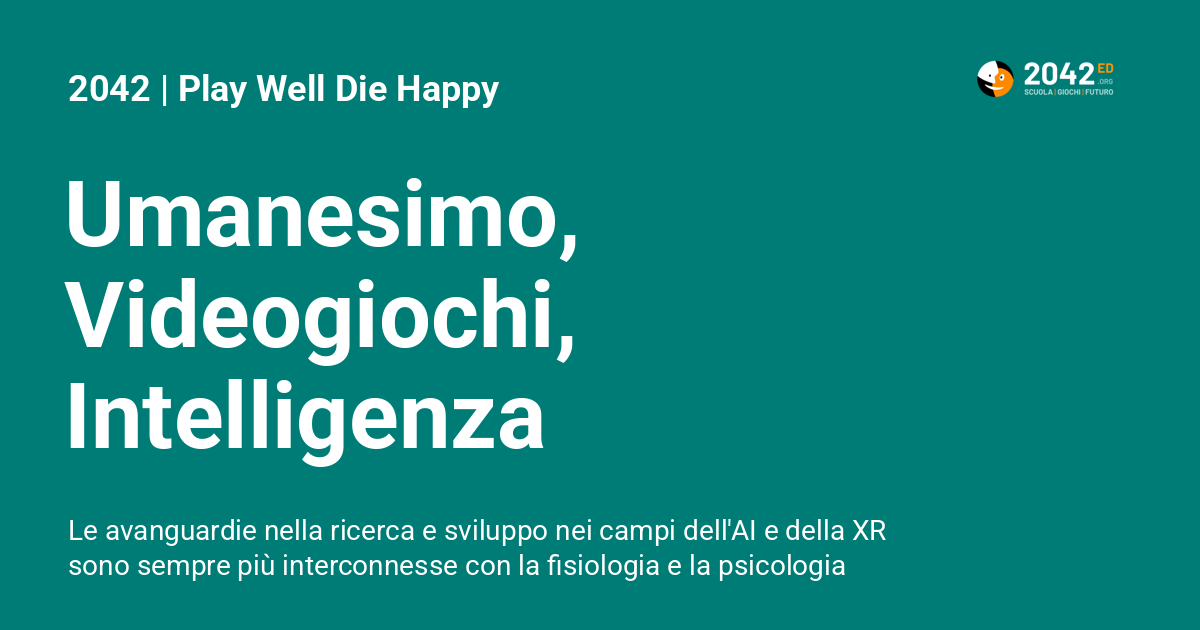 2042 | Play Well Die Happy
2042 ED
.ORG
SCUOLA | GIOCHI | FUTURO
Umanesimo,
Videogiochi,
Intelligenza
Le avanguardie nella ricerca e sviluppo nei campi dell'AI e della XR
sono sempre più interconnesse con la fisiologia e la psicologia